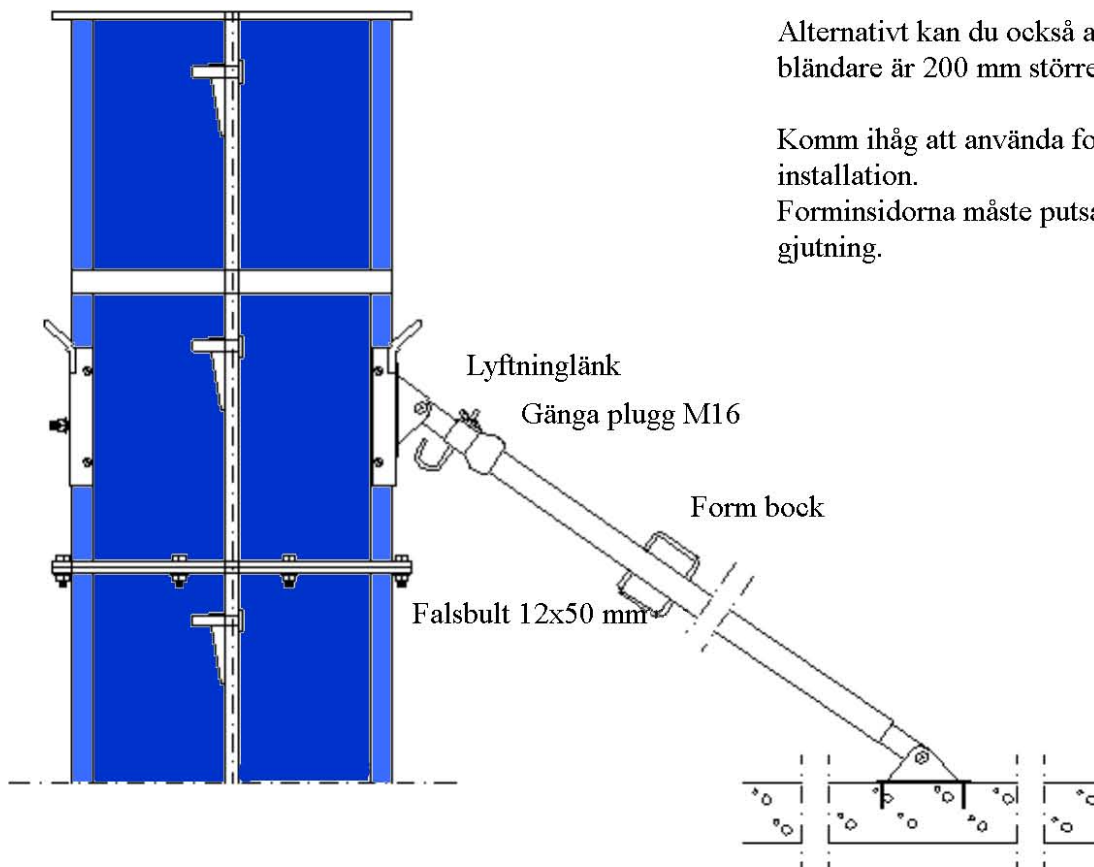 Alternativt kan du också a
bländare är 200 mm större
Komm ihåg att använda fo
installation.
Forminsidorna måste putsa
gjutning.
Lyftninglänk
Gänga plugg M16
Form bock
Falsbult 12x50 mm